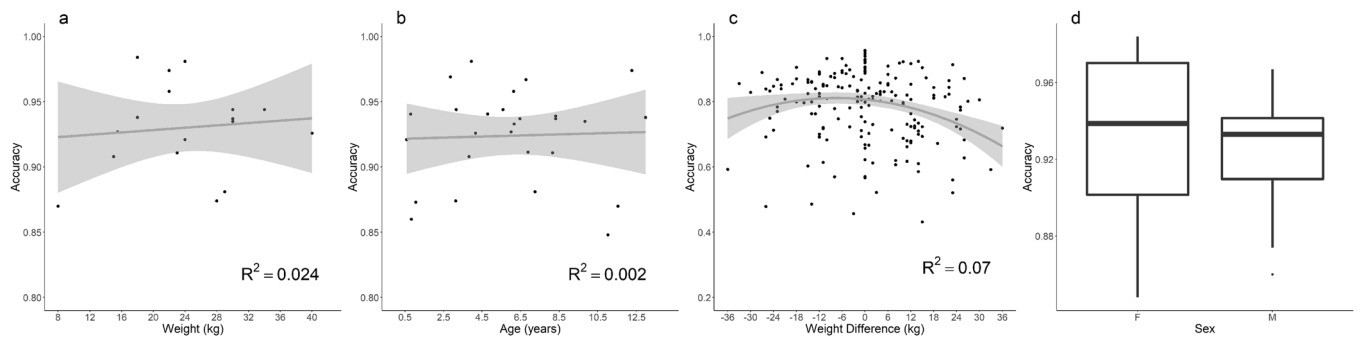 a
1.00
0.95
0.90
0.85
0.80
Accuracy
8 12 16 20 24 28 32 36 40
Weight (kg)
R² = 0.024
b
1.00
0.95
0.90
0.85
0.80
Accuracy
0.5 2.5 4.5 6.5 8.5 10.5 12.5
Age (years)
R² = 0.002
c
1.0
0.8
0.6
0.4
0.2
Accuracy
-36 -30 -24 -18 -12 -6 0 6 12 18 24 30 36
Weight Difference (kg)
R² = 0.07
d
0.96
0.92
0.88
Accuracy
F M
Sex